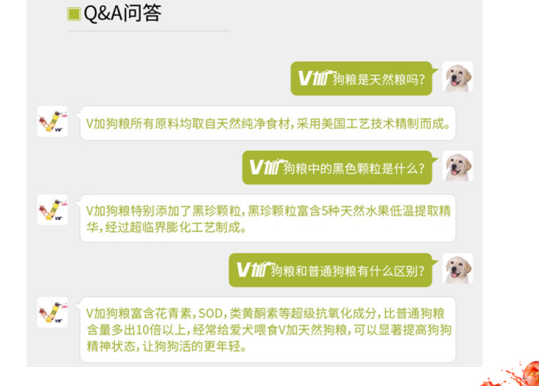 Q&A问答
V加狗粮是天然粮吗?
V加狗粮所有原料均取自天然纯净食材,采用美国工艺技术精制而成。
V加狗粮中的黑色颗粒是什么?
V加狗粮特别添加了黑珍颗粒,黑珍颗粒富含5种天然水果低温提取精
华,经过超临界膨化工艺制成。
V加狗粮和普通狗粮有什么区别?
V加狗粮富含花青素,SOD,类黄酮素等超级抗氧化成分,比普通狗粮
含量多出10倍以上,经常给爱犬喂食V加天然狗粮,可以显著提高狗狗
精神状态,让狗狗活的更年轻。